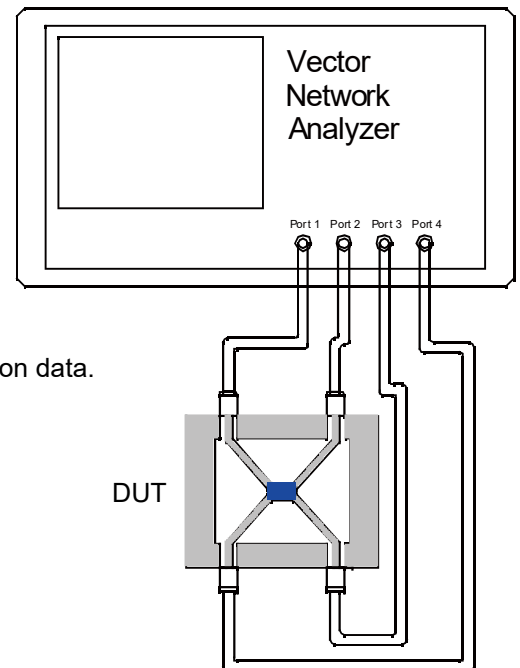 Vector
Network
Analyzer
Port 1 Port 2 Port 3 Port 4
on data.
DUT